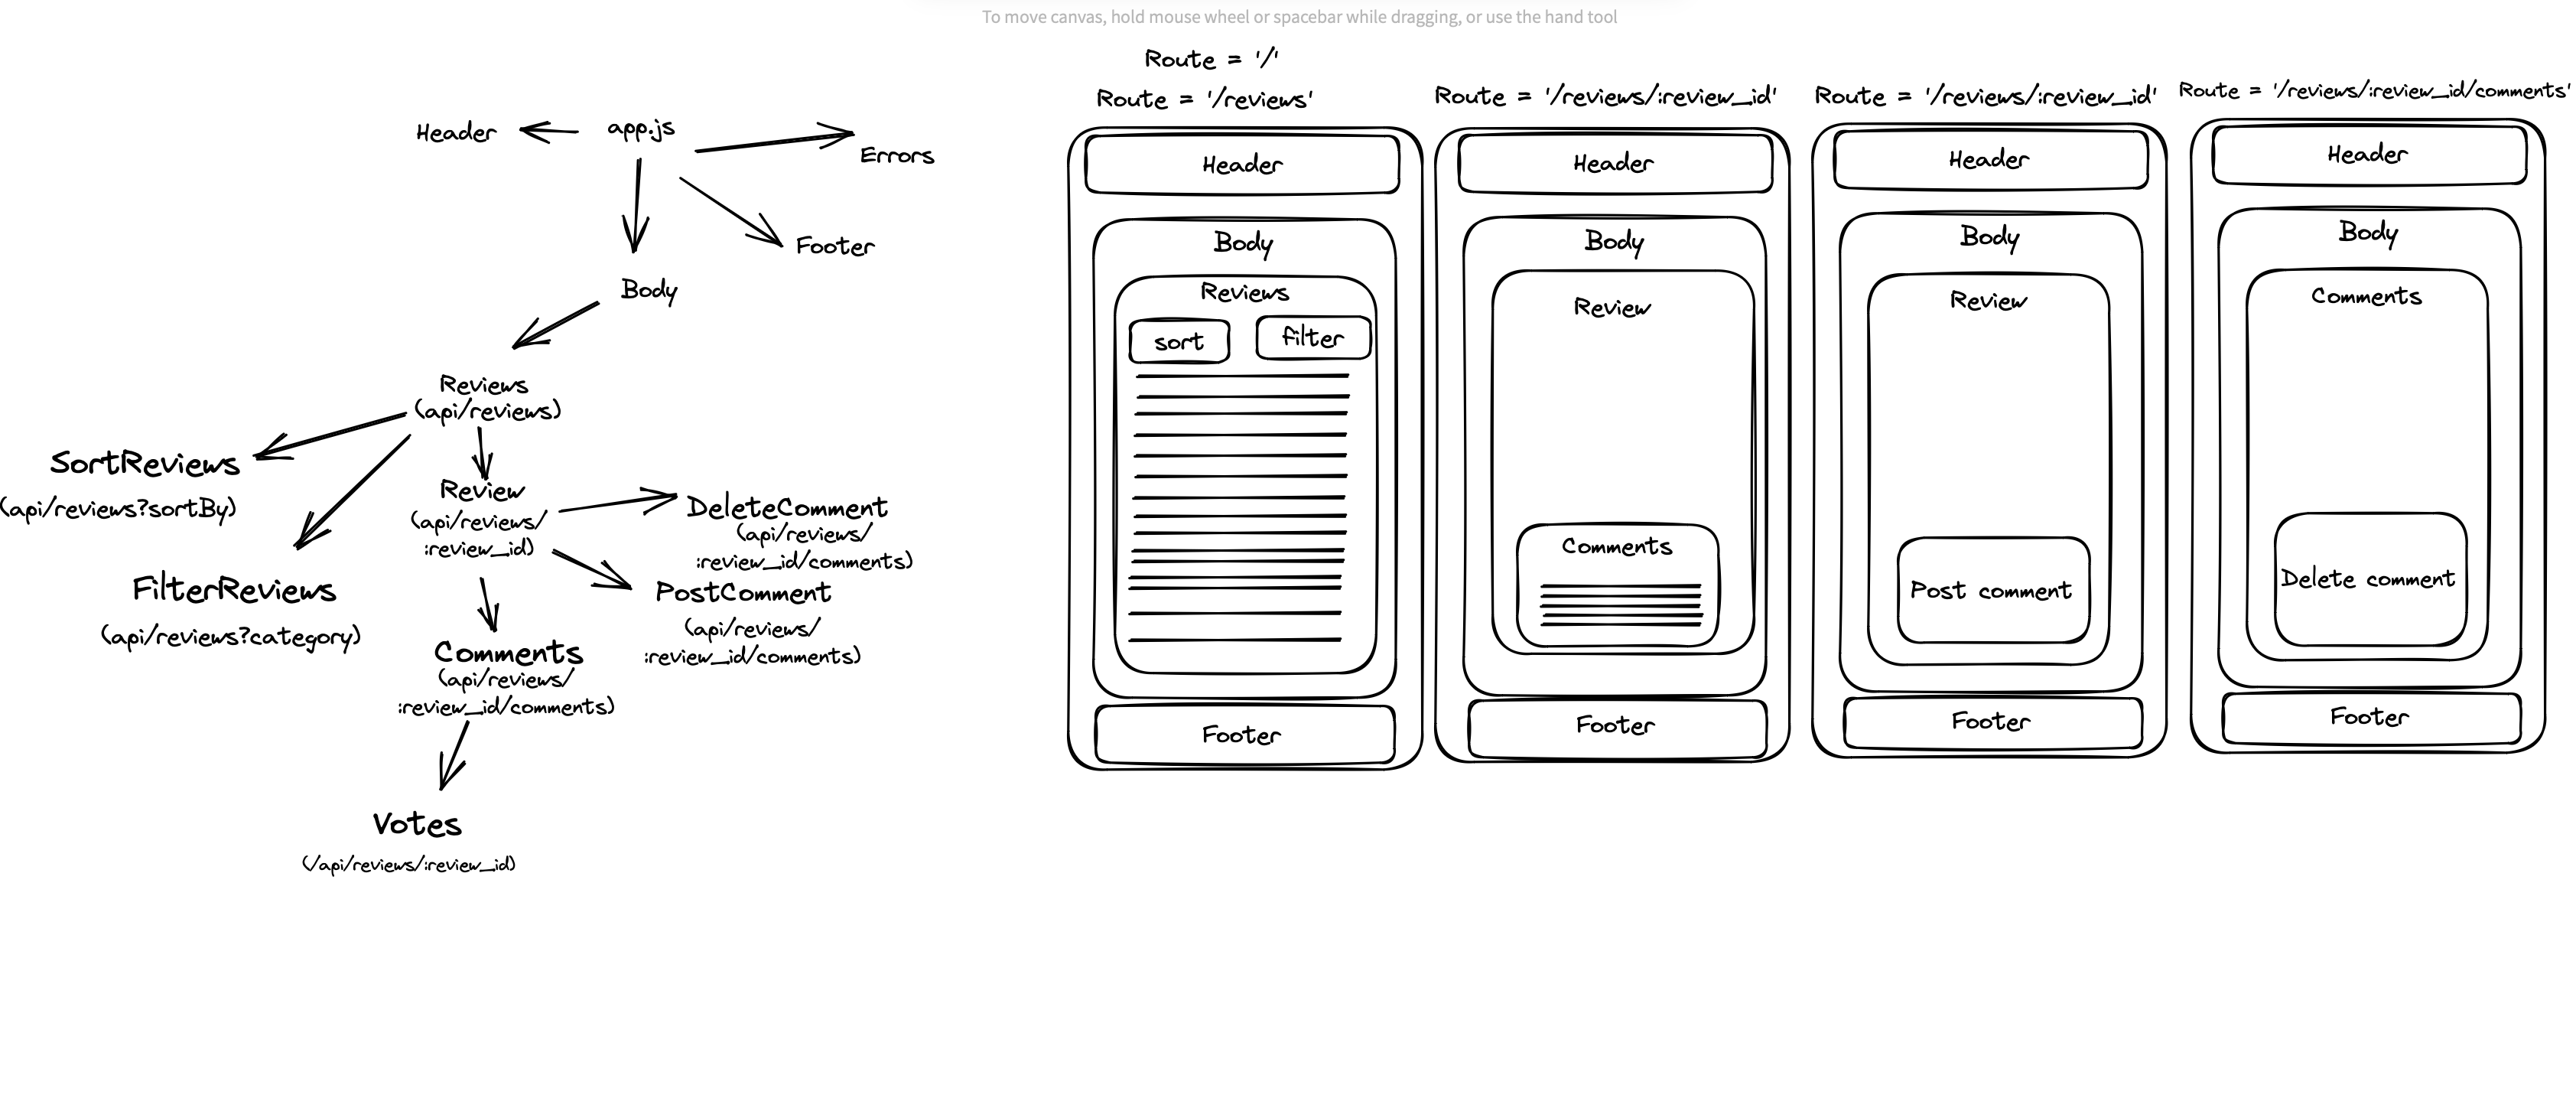 To move canvas, hold mouse wheel or spacebar while dragging, or use the hand tool
Header
app.js
Errors
Footer
Body
Reviews
(api/reviews)
SortReviews
(api/reviews?sortBy)
FilterReviews
(api/reviews?category)
Review
(api/reviews/
:review_id)
DeleteComment
(api/reviews/
:review_id/comments)
PostComment
(api/reviews/
:review_id/comments)
Comments
(api/reviews/
:review_id/comments)
Votes
(/api/reviews/:review_id)
Route = '/'
Route = '/reviews'
Header
Body
Reviews
sort
filter
Footer
Route = '/reviews/:review_id'
Header
Body
Review
Comments
Footer
Route = '/reviews/:review_id'
Header
Body
Review
Post comment
Footer
Route = '/reviews/:review_id/comments'
Header
Body
Comments
Delete comment
Footer